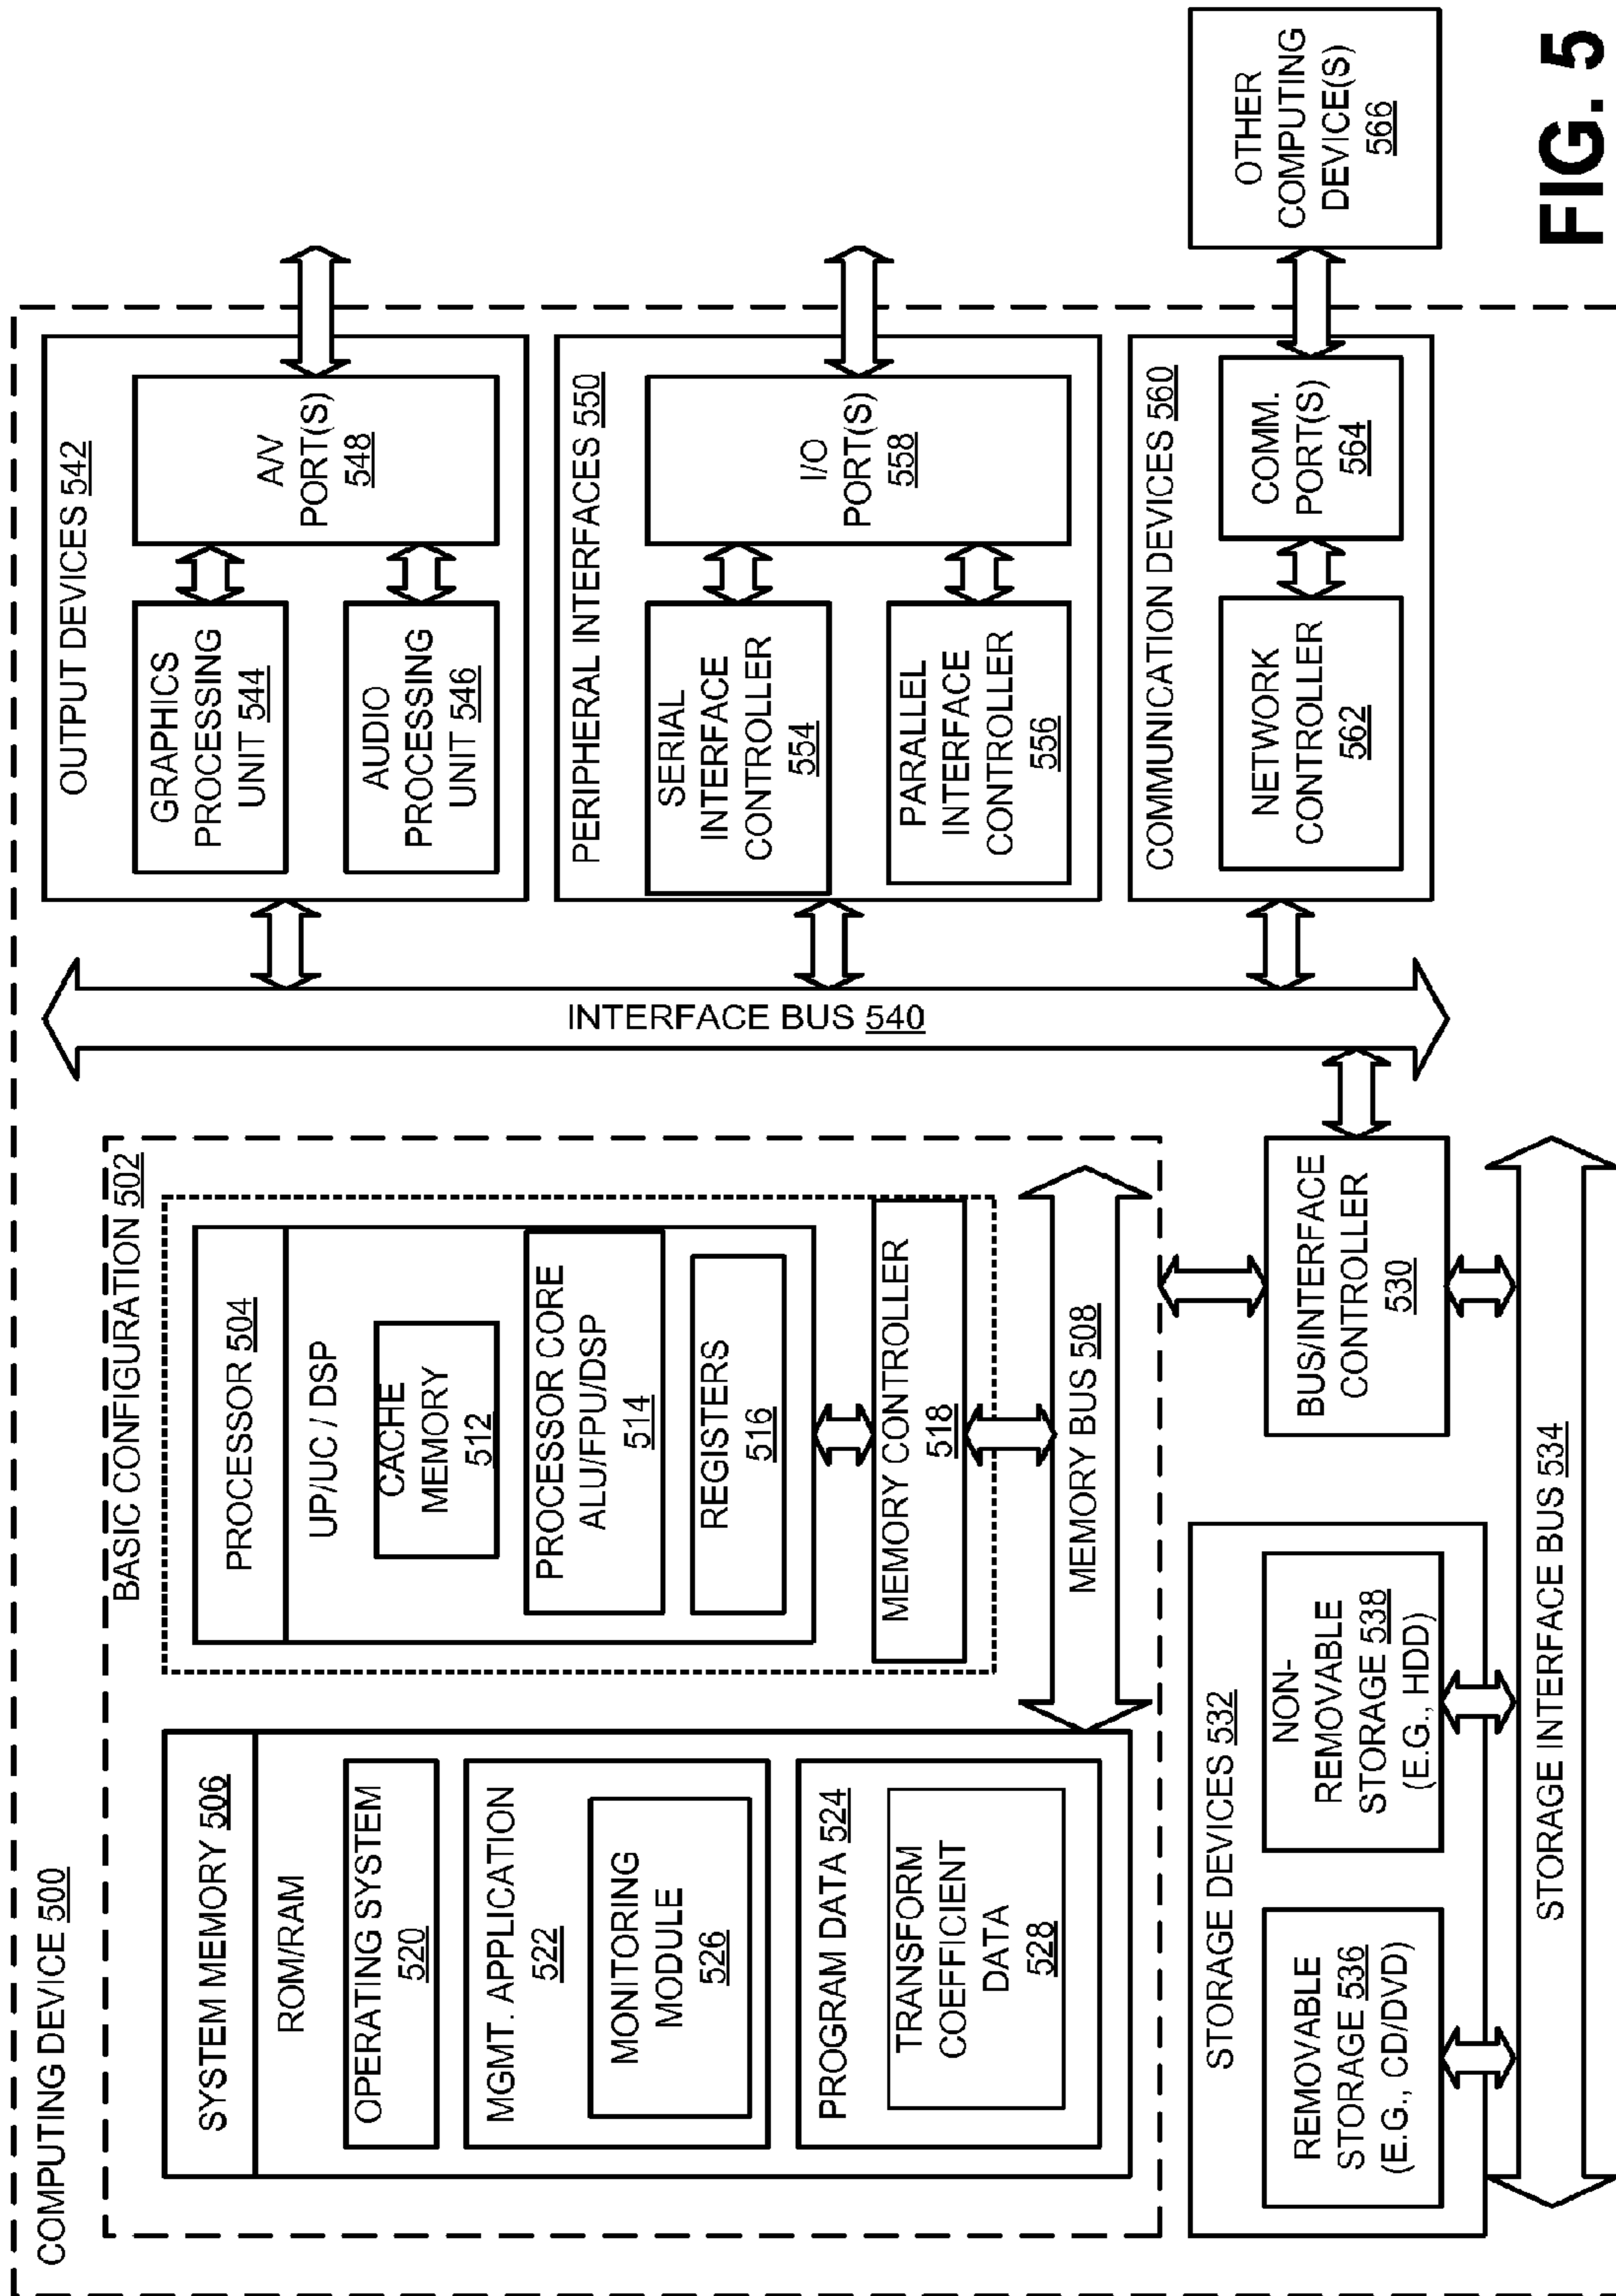 COMPUTING DEVICE 500
BASIC CONFIGURATION 502
SYSTEM MEMORY 506
ROM/RAM
OPERATING SYSTEM
520
MGMT. APPLICATION
522
MONITORING
MODULE
526
PROGRAM DATA 524
TRANSFORM
COEFFICIENT
DATA
528
PROCESSOR 504
UP/UC / DSP
CACHE
MEMORY
512
PROCESSOR CORE
ALU/FPU/DSP
514
REGISTERS
516
MEMORY CONTROLLER
518
MEMORY BUS 508
STORAGE DEVICES 532
REMOVABLE
STORAGE 536
(E.G., CD/DVD)
NON-
REMOVABLE
STORAGE 538
(E.G., HDD)
BUS/INTERFACE
CONTROLLER
530
STORAGE INTERFACE BUS 534
INTERFACE BUS 540
OUTPUT DEVICES 542
GRAPHICS
PROCESSING
UNIT 544
AUDIO
PROCESSING
UNIT 546
A/V
PORT(S)
548
PERIPHERAL INTERFACES 550
SERIAL
INTERFACE
CONTROLLER
554
PARALLEL
INTERFACE
CONTROLLER
556
I/O
PORT(S)
558
COMMUNICATION DEVICES 560
NETWORK
CONTROLLER
562
COMM.
PORT(S)
564
OTHER
COMPUTING
DEVICE(S)
566
FIG. 5